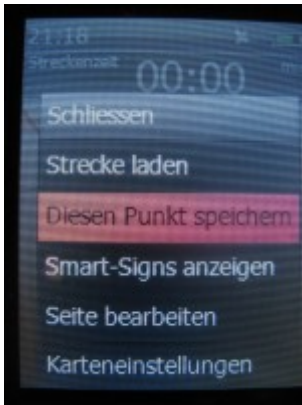 21:16
Streckenzeit
00:00
Schliessen
Strecke laden
Diesen Punkt speichern
Smart-Signs anzeigen
Seite bearbeiten
Karteneinstellungen